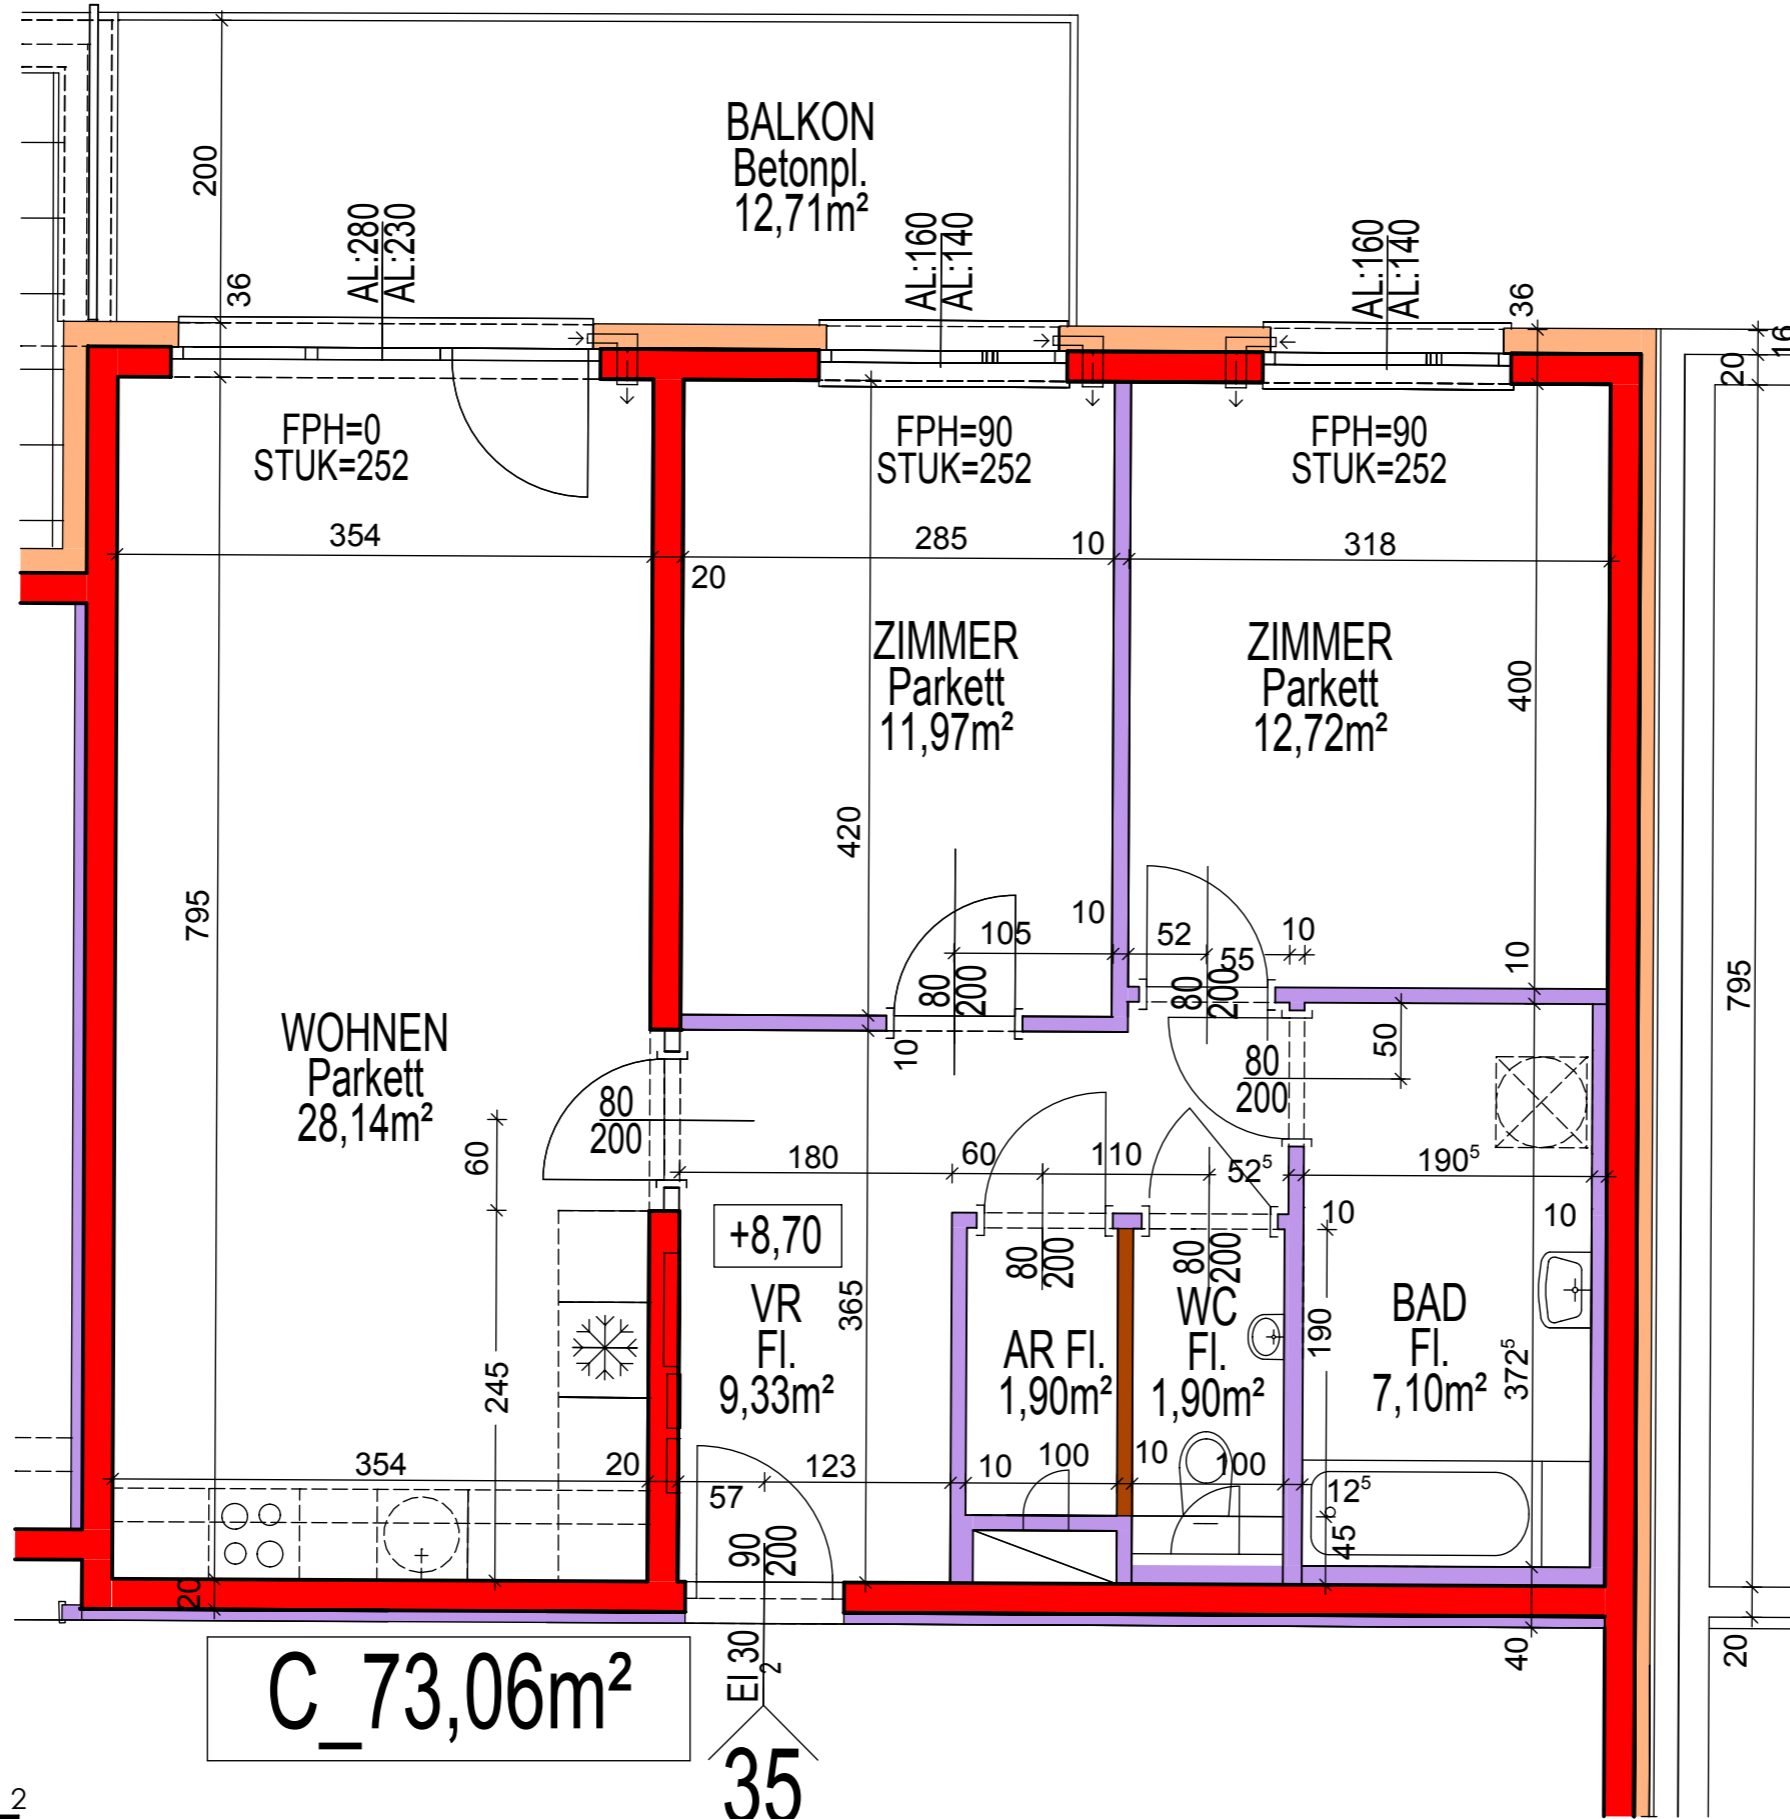 BALKON
Betonpl.
12,71m²
200
36
AL:280
AL:230
AL:160
AL:140
AL:160
AL:140
36
16
20
FPH=0
STUK=252
FPH=90
STUK=252
FPH=90
STUK=252
354
20
285
10
318
ZIMMER
Parkett
11,97m²
ZIMMER
Parkett
12,72m²
400
420
795
795
10
105
52
55
10
10
80
200
80
200
10
50
80
200
WOHNEN
Parkett
28,14m²
80
200
60
180
60
110
52⁵
190⁵
10
10
+8,70
VR
Fl.
9,33m²
365
245
80
200
80
200
AR Fl.
1,90m²
WC
Fl.
1,90m²
190
BAD
Fl.
7,10m²
372⁵
354
20
57
123
10
100
10
100
12⁵
45
90
200
20
40
20
EI₂30
C_73,06m²
35
2